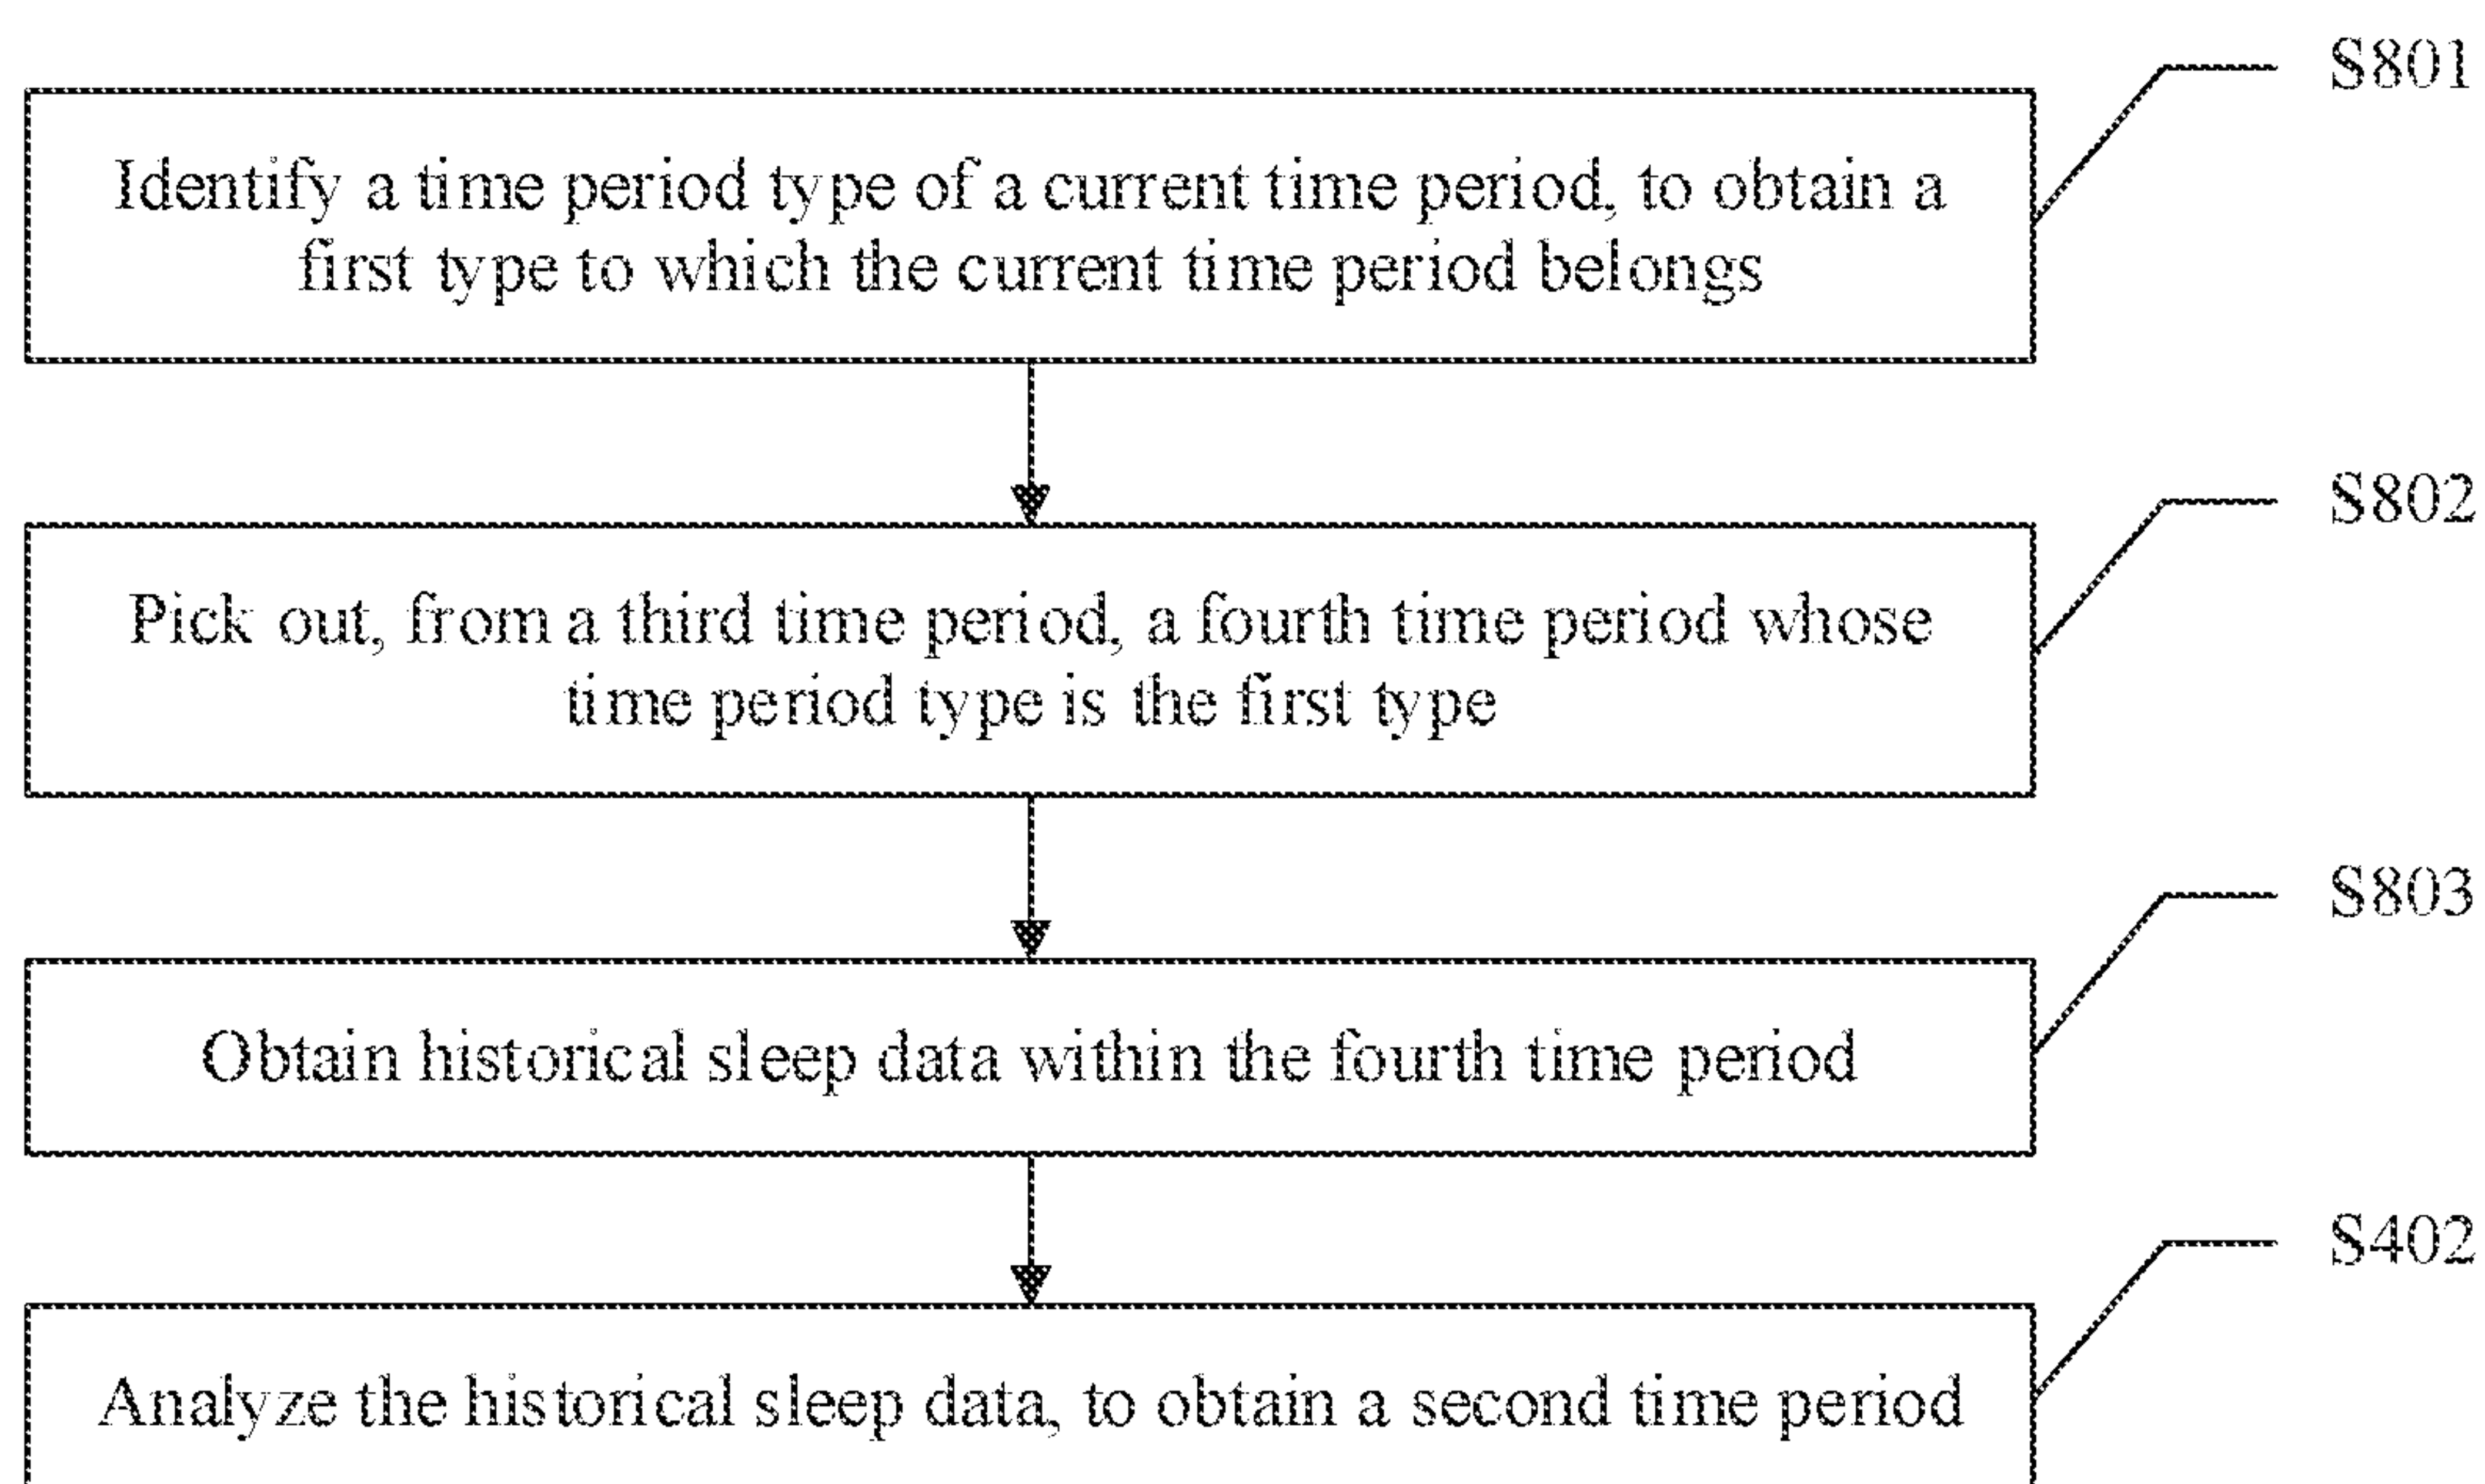 S801
Identify a time period type of a current time period, to obtain a
first type to which the current time period belongs
S802
Pick out, from a third time period, a fourth time period whose
time period type is the first type
S803
Obtain historical sleep data within the fourth time period
S402
Analyze the historical sleep data, to obtain a second time period